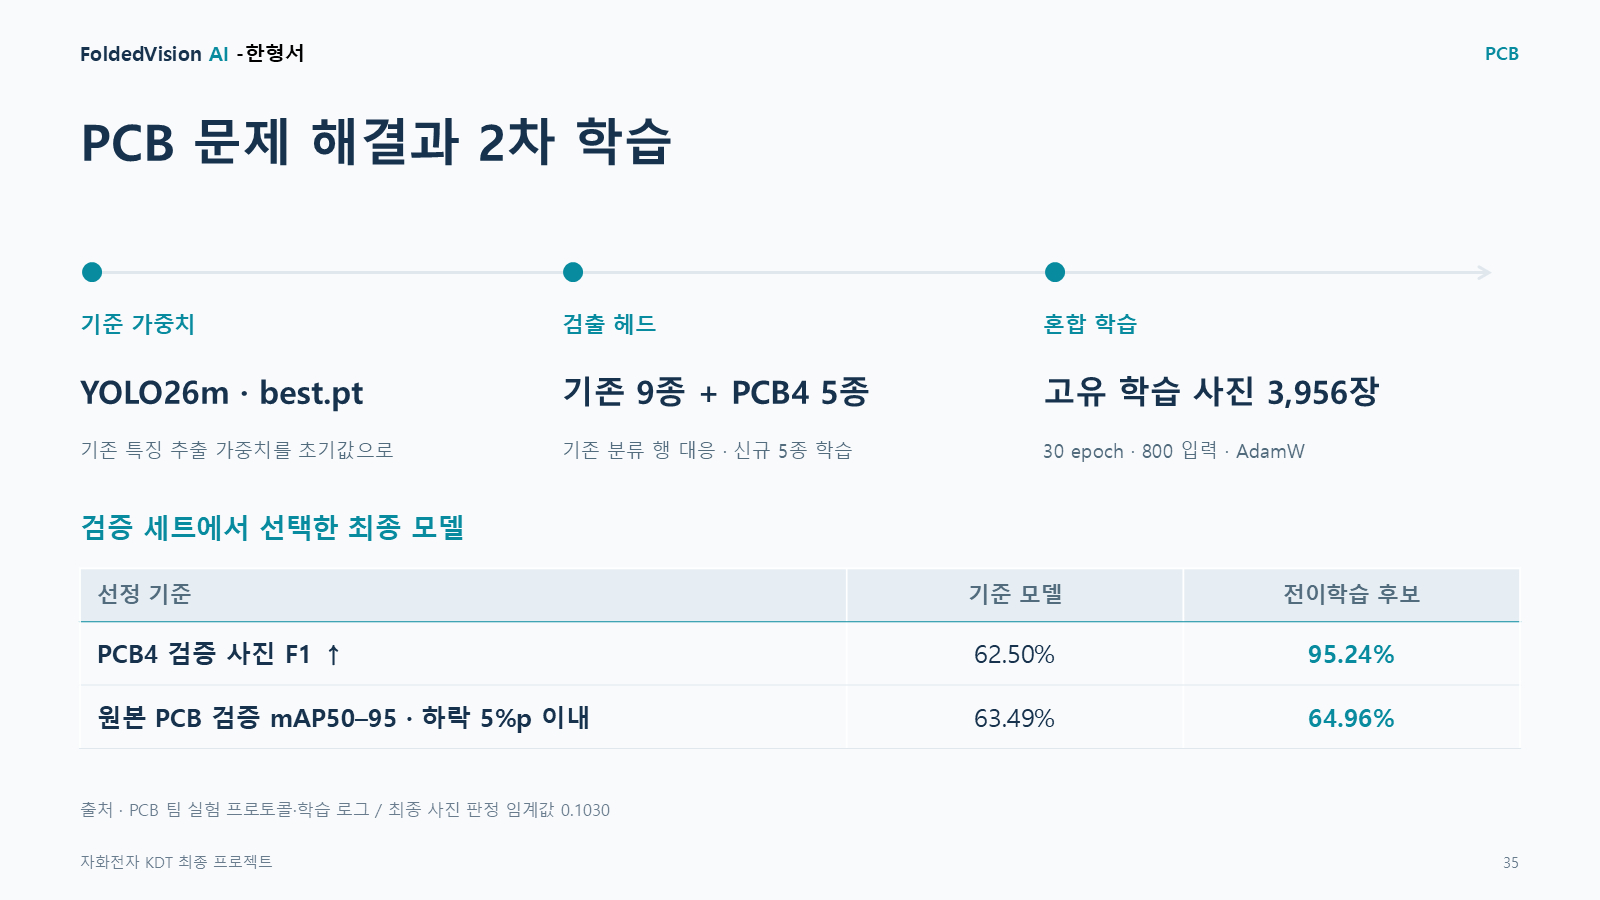 FoldedVision AI -한형서
PCB
PCB 문제 해결과 2차 학습
기준 가중치
YOLO26m · best.pt
기존 특징 추출 가중치를 초기값으로
검출 헤드
기존 9종 + PCB4 5종
기존 분류 행 대응 · 신규 5종 학습
혼합 학습
고유 학습 사진 3,956장
30 epoch · 800 입력 · AdamW
검증 세트에서 선택한 최종 모델
선정 기준 기준 모델 전이학습 후보
PCB4 검증 사진 F1 ↑ 62.50% 95.24%
원본 PCB 검증 mAP50–95 · 하락 5%p 이내 63.49% 64.96%
출처 · PCB 팀 실험 프로토콜·학습 로그 / 최종 사진 판정 임계값 0.1030
자화전자 KDT 최종 프로젝트
35